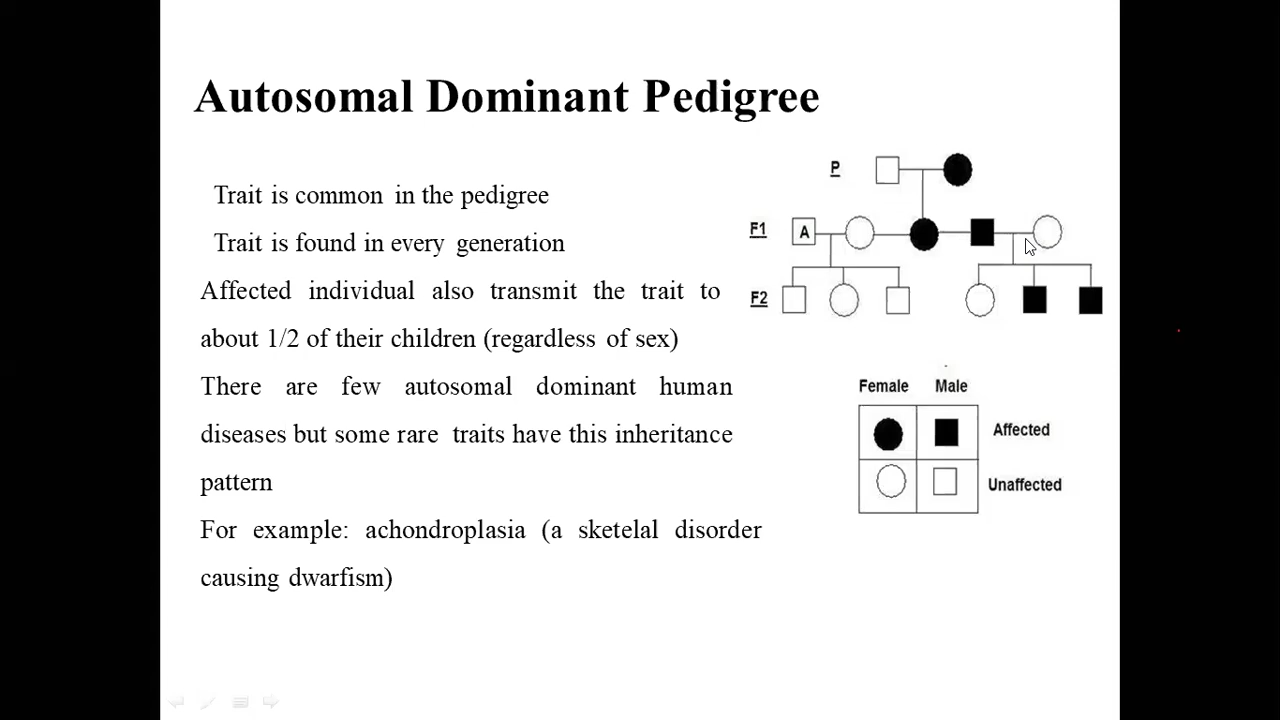 Autosomal Dominant Pedigree
Trait is common in the pedigree
Trait is found in every generation
Affected individual also transmit the trait to
about 1/2 of their children (regardless of sex)
There are few autosomal dominant human
diseases but some rare traits have this inheritance
pattern
For example: achondroplasia (a sketelal disorder
causing dwarfism)
P
F1
A
F2
Female Male
Affected
Unaffected